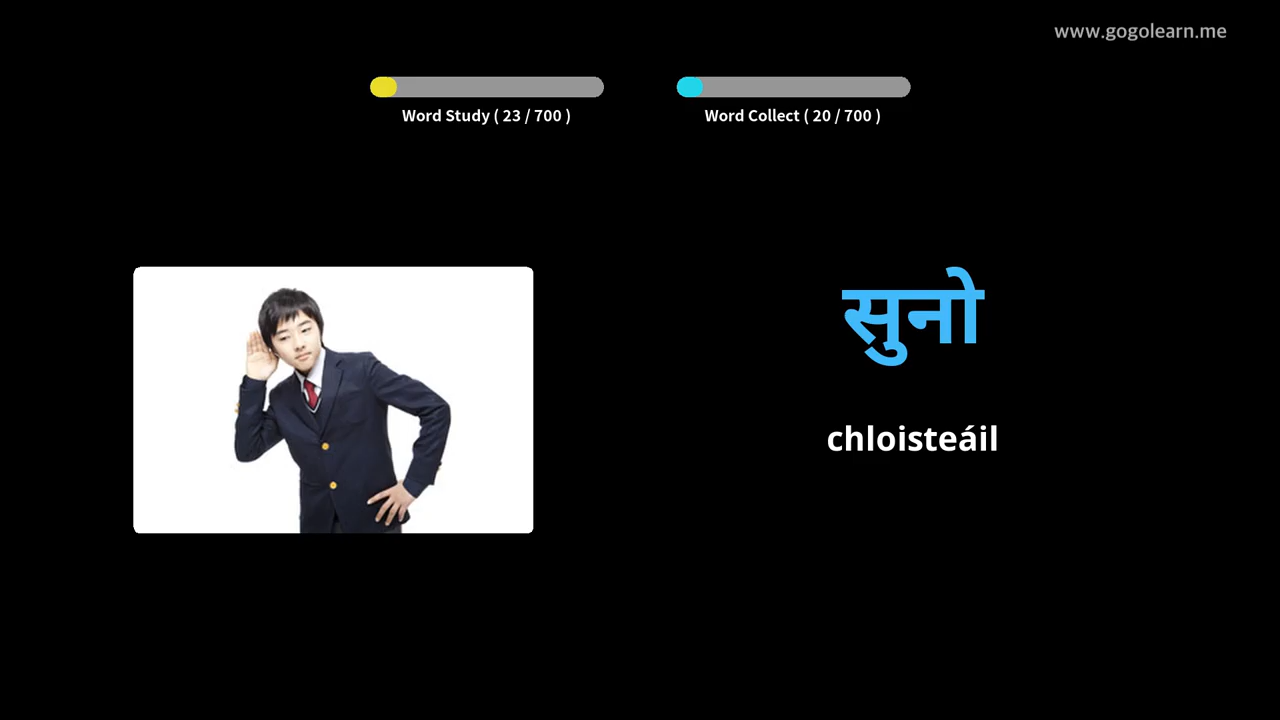 www.gogolearn.me
Word Study ( 23 / 700 )
Word Collect ( 20 / 700 )
सुनो
chloisteáil